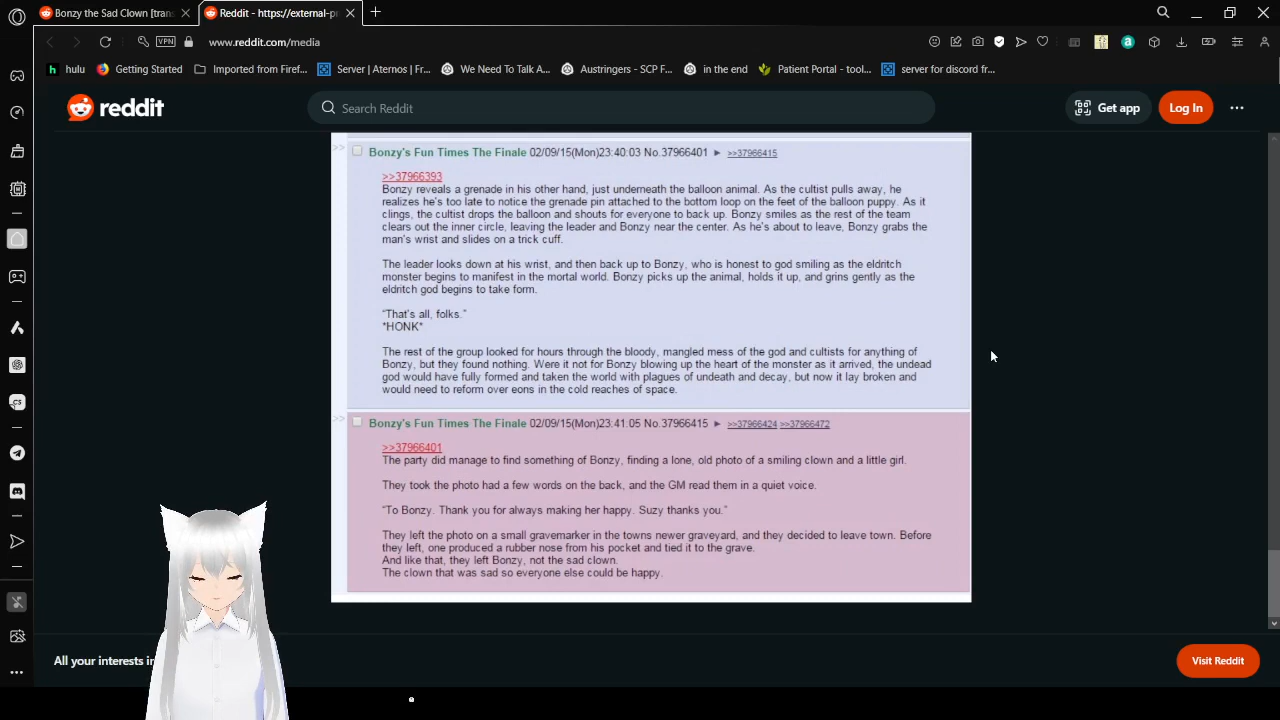 Bonzy the Sad Clown [trans
Reddit - https://external-pr
VPN
www.reddit.com/media
hulu
Getting Started
Imported from Firef...
Server | Aternos | Fr...
We Need To Talk A...
Austringers - SCP F...
in the end
Patient Portal - tool...
server for discord fr...
reddit
Search Reddit
Get app
Log In
>> Bonzy's Fun Times The Finale 02/09/15(Mon)23:40:03 No.37966401 ► >>37966415
>>37966393
Bonzy reveals a grenade in his other hand, just underneath the balloon animal. As the cultist pulls away, he
realizes he's too late to notice the grenade pin attached to the bottom loop on the feet of the balloon puppy. As it
clings, the cultist drops the balloon and shouts for everyone to back up. Bonzy smiles as the rest of the team
clears out the inner circle, leaving the leader and Bonzy near the center. As he's about to leave, Bonzy grabs the
man's wrist and slides on a trick cuff.
The leader looks down at his wrist, and then back up to Bonzy, who is honest to god smiling as the eldritch
monster begins to manifest in the mortal world. Bonzy picks up the animal, holds it up, and grins gently as the
eldritch god begins to take form.
“That's all, folks.”
*HONK*
The rest of the group looked for hours through the bloody, mangled mess of the god and cultists for anything of
Bonzy, but they found nothing. Were it not for Bonzy blowing up the heart of the monster as it arrived, the undead
god would have fully formed and taken the world with plagues of undeath and decay, but now it lay broken and
would need to reform over eons in the cold reaches of space.
>> Bonzy's Fun Times The Finale 02/09/15(Mon)23:41:05 No.37966415 ► >>37966424 >>37966472
>>37966401
The party did manage to find something of Bonzy, finding a lone, old photo of a smiling clown and a little girl.
They took the photo had a few words on the back, and the GM read them in a quiet voice.
“To Bonzy. Thank you for always making her happy. Suzy thanks you.”
They left the photo on a small gravemarker in the towns newer graveyard, and they decided to leave town. Before
they left, one produced a rubber nose from his pocket and tied it to the grave.
And like that, they left Bonzy, not the sad clown.
The clown that was sad so everyone else could be happy.
All your interests in
Visit Reddit